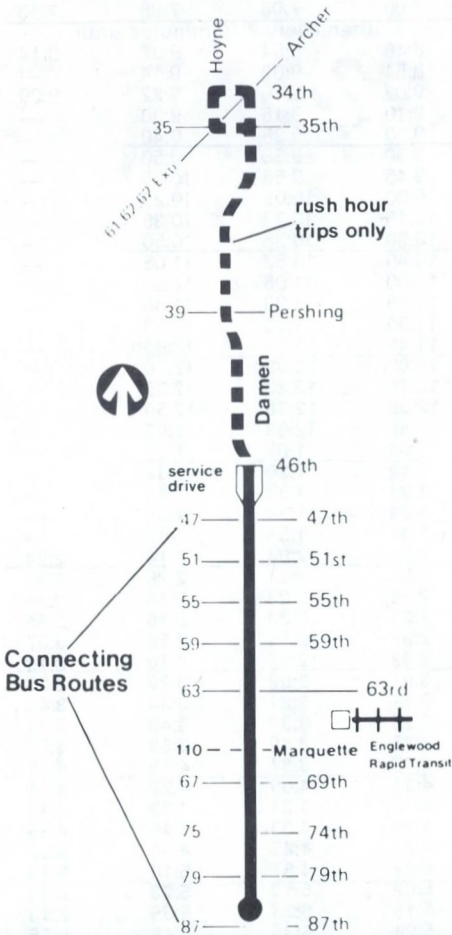 Hoyne
Archer
34th
35 35th
61 62 62 Exp
rush hour
trips only
39 Pershing
Damen
46th
service
drive
47 47th
51 51st
55 55th
59 59th
Connecting
Bus Routes
63 63rd
110 Marquette
Englewood
Rapid Transit
67 69th
75 74th
79 79th
87 87th